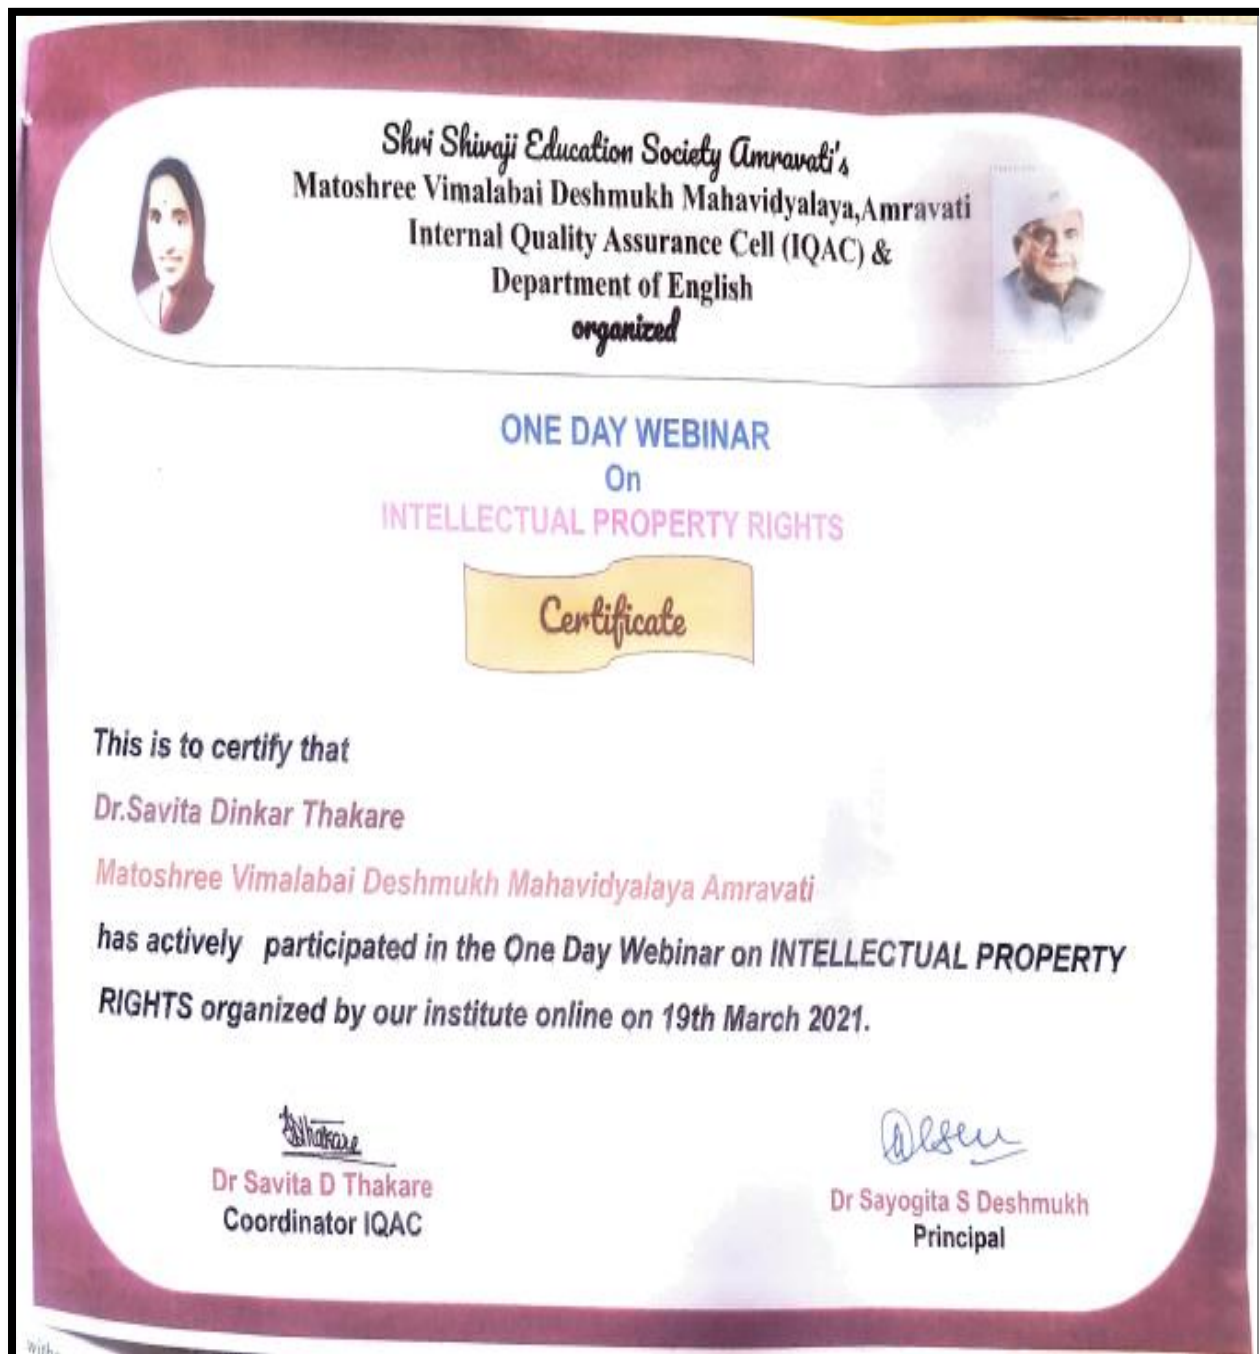 Shri Shivaji Education Society Amravati's
Matoshree Vimalabai Deshmukh Mahavidyalaya,Amravati
Internal Quality Assurance Cell (IQAC) &
Department of English
organized
ONE DAY WEBINAR
On
INTELLECTUAL PROPERTY RIGHTS
Certificate
This is to certify that
Dr.Savita Dinkar Thakare
Matoshree Vimalabai Deshmukh Mahavidyalaya Amravati
has actively participated in the One Day Webinar on INTELLECTUAL PROPERTY
RIGHTS organized by our institute online on 19th March 2021.
Dr Savita D Thakare
Coordinator IQAC
Dr Sayogita S Deshmukh
Principal